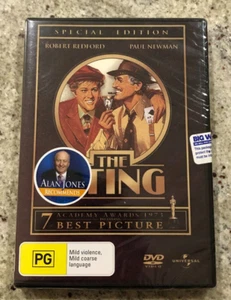 SPECIAL EDITION
ROBERT REDFORD PAUL NEWMAN
THE
STING
ALAN JONES
RECOMMENDS
7 ACADEMY AWARDS 1973
BEST PICTURE
PG
Mild violence,
Mild coarse
language
DVD
VIDEO
UNIVERSAL
BIG W